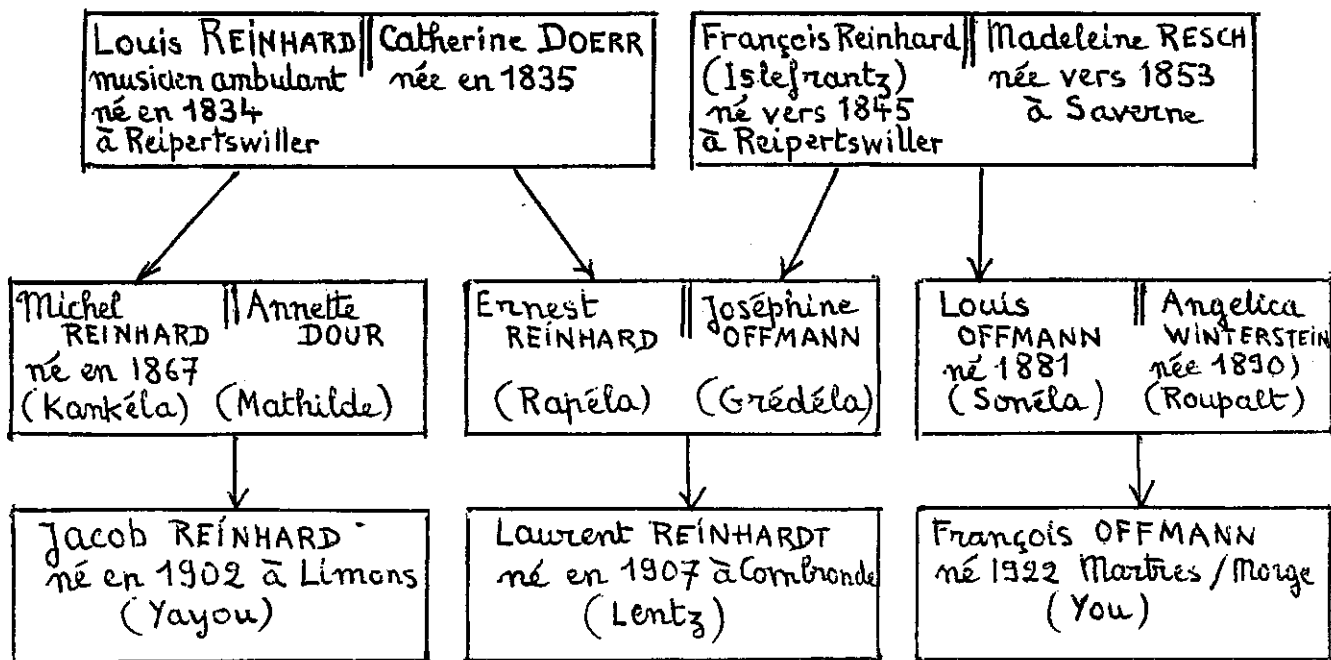 Louis REINHARD || Catherine DOERR
musicien ambulant née en 1835
né en 1834
à Reipertswiller
François Reinhard || Madeleine RESCH
(Islefrantz) née vers 1853
né vers 1845 à Saverne
à Reipertswiller
Michel || Annette
REINHARD DOUR
né en 1867
(Kankéla) (Mathilde)
Ernest || Joséphine
REINHARD OFFMANN
(Rapéla) (Grédéla)
Louis || Angelica
OFFMANN WINTERSTEIN
né 1881 née 1890)
(Sonéla) (Roupalt)
Jacob REINHARD
né en 1902 à Limons
(Yayou)
Laurent REINHARDT
né en 1907 à Combronde
(Lentz)
François OFFMANN
né 1922 Martres/Morge
(You)